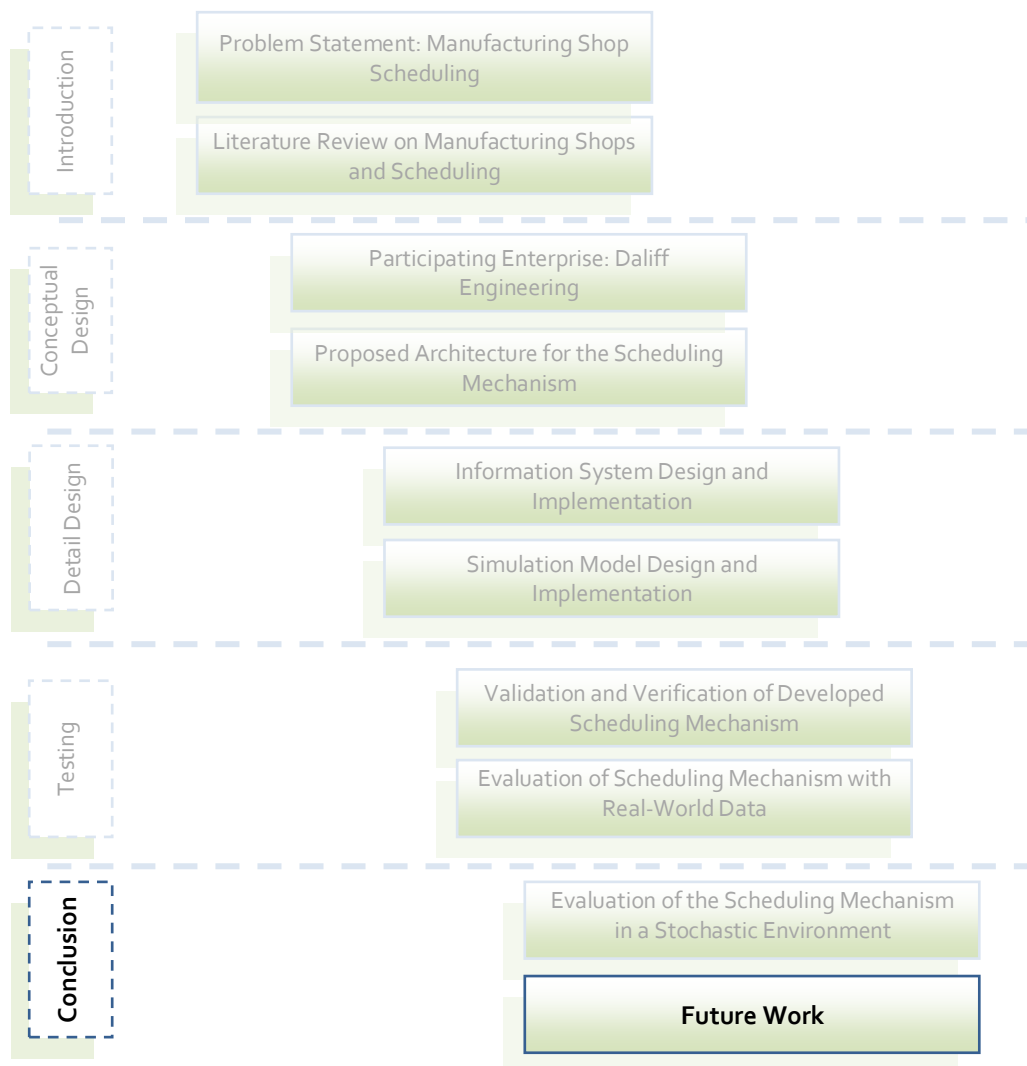 Introduction
Problem Statement: Manufacturing Shop
Scheduling
Literature Review on Manufacturing Shops
and Scheduling
Conceptual
Design
Participating Enterprise: Daliff
Engineering
Proposed Architecture for the Scheduling
Mechanism
Detail Design
Information System Design and
Implementation
Simulation Model Design and
Implementation
Testing
Validation and Verification of Developed
Scheduling Mechanism
Evaluation of Scheduling Mechanism with
Real-World Data
Conclusion
Evaluation of the Scheduling Mechanism
in a Stochastic Environment
Future Work